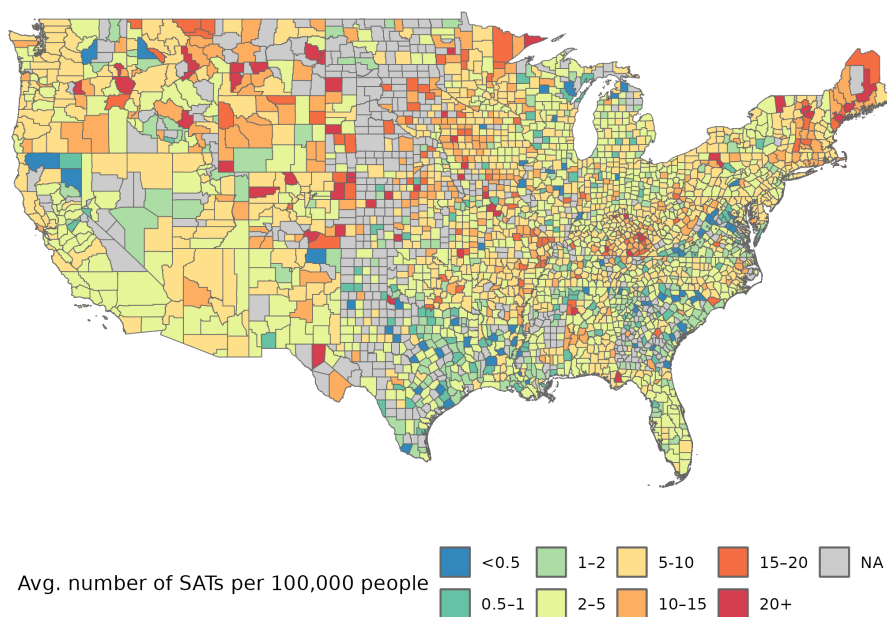 <0.5 1–2 5-10 15–20 NA
Avg. number of SATs per 100,000 people
0.5–1 2–5 10–15 20+